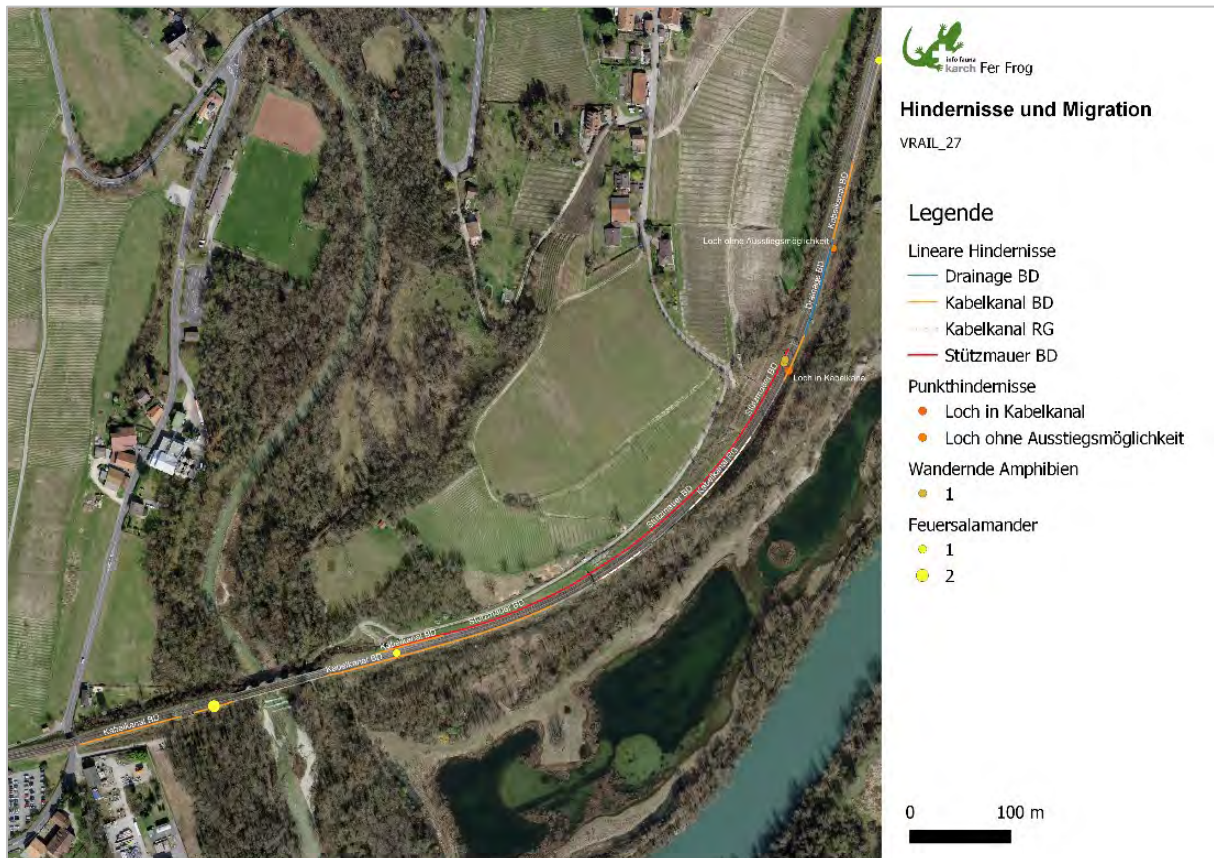 info fauna
karch Fer Frog
Hindernisse und Migration
VRAIL_27
Legende
Lineare Hindernisse
Drainage BD
Kabelkanal BD
Kabelkanal RG
Stützmauer BD
Punkthindernisse
Loch in Kabelkanal
Loch ohne Ausstiegsmöglichkeit
Wandernde Amphibien
1
Feuersalamander
1
2
0 100 m
Kabelkanal BD
Loch ohne Ausstiegsmöglichkeit
Drainage BD
Loch in Kabelkanal
Stützmauer BD
Kabelkanal RG
Stützmauer BD
Stützmauer BD
Kabelkanal BD
Kabelkanal BD
Kabelkanal BD